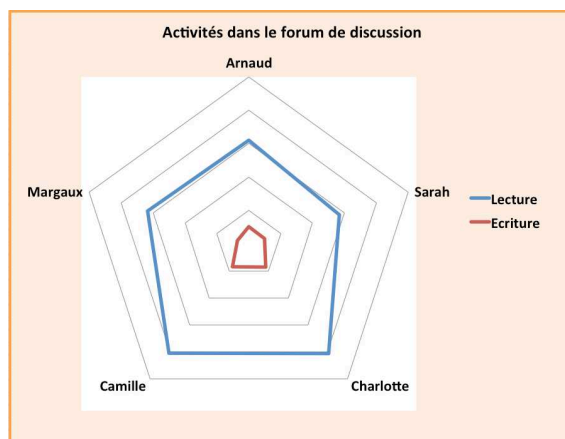 Activités dans le forum de discussion
Arnaud
Margaux
Sarah
Lecture
Ecriture
Camille
Charlotte